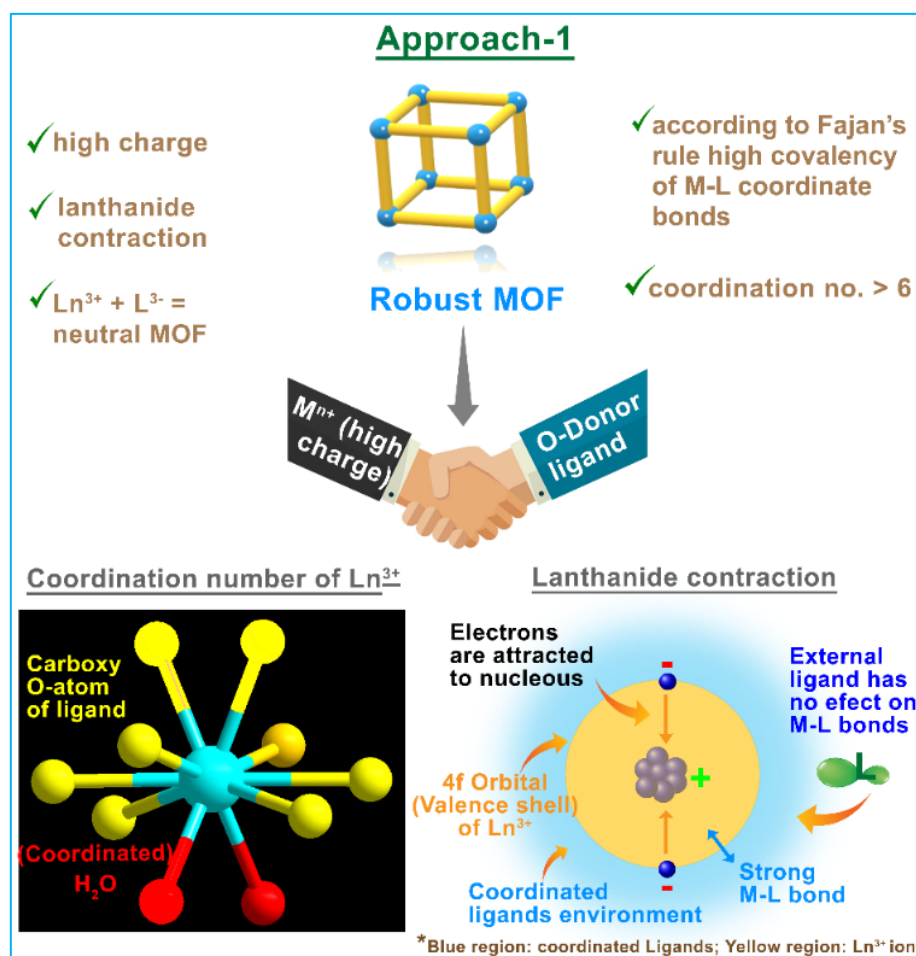 Approach-1
✓ high charge
✓ lanthanide
contraction
✓ Ln³⁺ + L³⁻ =
neutral MOF
✓ according to Fajan's
rule high covalency
of M-L coordinate
bonds
✓ coordination no. > 6
Robust MOF
Mⁿ⁺ (high
charge)
O-Donor
ligand
Coordination number of Ln³⁺
Carboxy
O-atom
of ligand
(Coordinated)
H₂O
Lanthanide contraction
Electrons
are attracted
to nucleous
External
ligand has
no efect on
M-L bonds
-
+
L
4f Orbital
(Valence shell)
of Ln³⁺
Coordinated
ligands environment
-
Strong
M-L bond
*Blue region: coordinated Ligands; Yellow region: Ln³⁺ ion